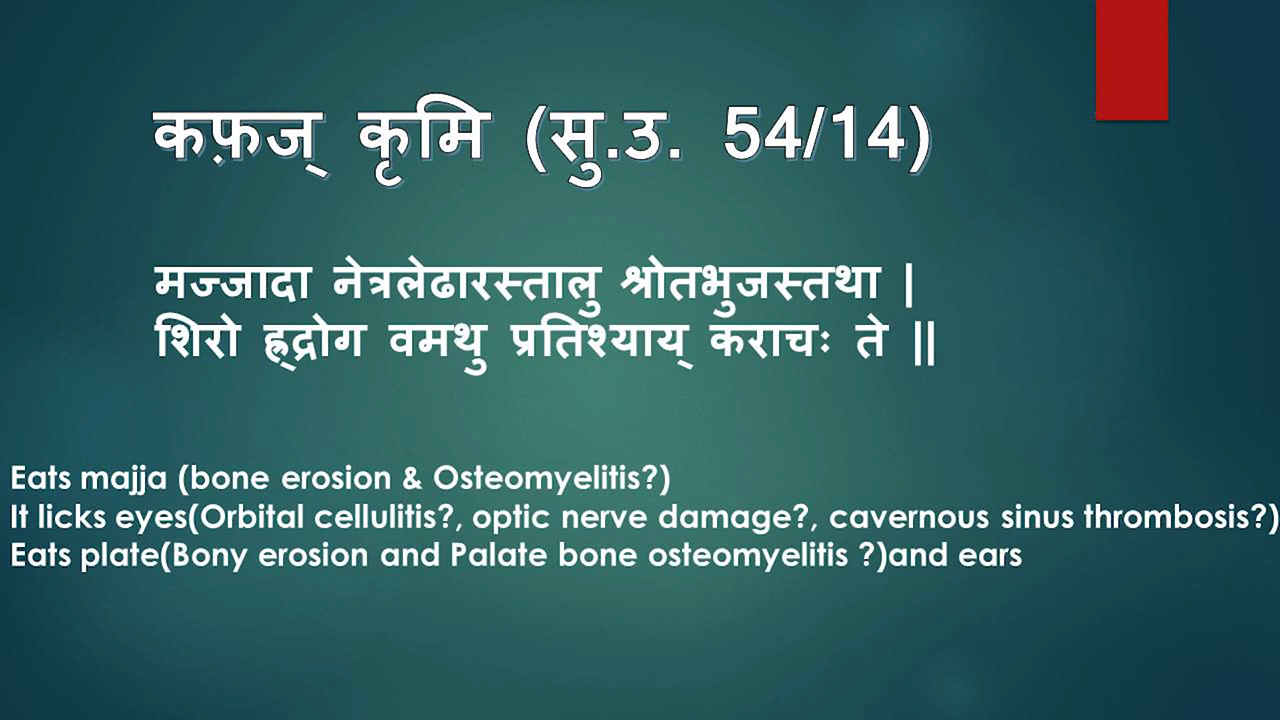 कफ़ज् कृमि (सु.उ. 54/14)
मज्जादा नेत्रलेढारस्तालु श्रोतभुजस्तथा |
शिरो ह्र्द्रोग वमथु प्रतिश्याय् कराचः ते ||
Eats majja (bone erosion & Osteomyelitis?)
It licks eyes(Orbital cellulitis?, optic nerve damage?, cavernous sinus thrombosis?)
Eats plate(Bony erosion and Palate bone osteomyelitis ?)and ears